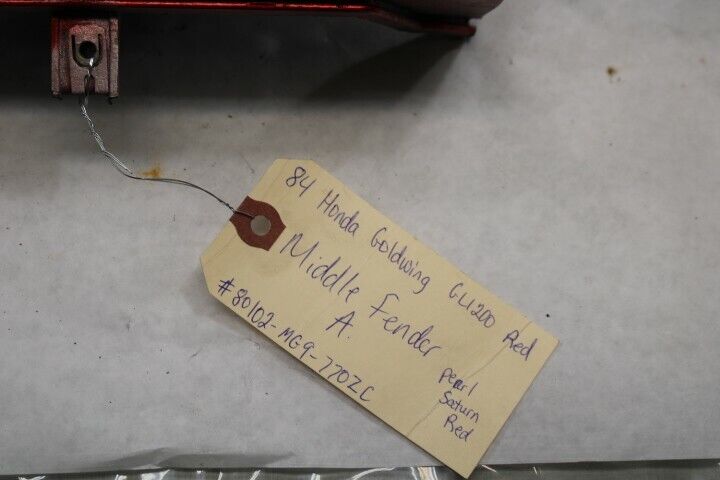 84 Honda Goldwing GL1200 Red
Middle Fender
A.
#80102-MG9-770ZC
pearl
Saturn
Red